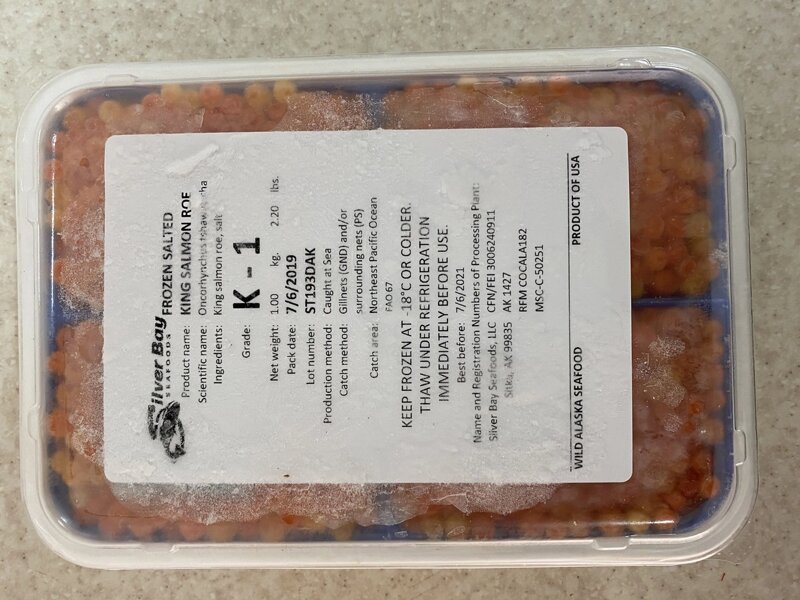 Silver Bay
SEAFOODS
FROZEN SALTED
Product name: KING SALMON ROE
Scientific name: Oncorhynchus tshawytscha
Ingredients: King salmon roe, salt
Grade: K - 1
Net weight: 1.00 kg. 2.20 lbs.
Pack date: 7/6/2019
Lot number: ST193DAK
Production method: Caught at Sea
Catch method: Gillnets (GND) and/or
surrounding nets (PS)
Catch area: Northeast Pacific Ocean
FAO 67
KEEP FROZEN AT -18°C OR COLDER.
THAW UNDER REFRIGERATION
IMMEDIATELY BEFORE USE.
Best before: 7/6/2021
Name and Registration Numbers of Processing Plant:
Silver Bay Seafoods, LLC CFN/FEI 3006240911
Sitka, AK 99835 AK 1427
RFM COCALA182
MSC-C-50251
WILD ALASKA SEAFOOD PRODUCT OF USA